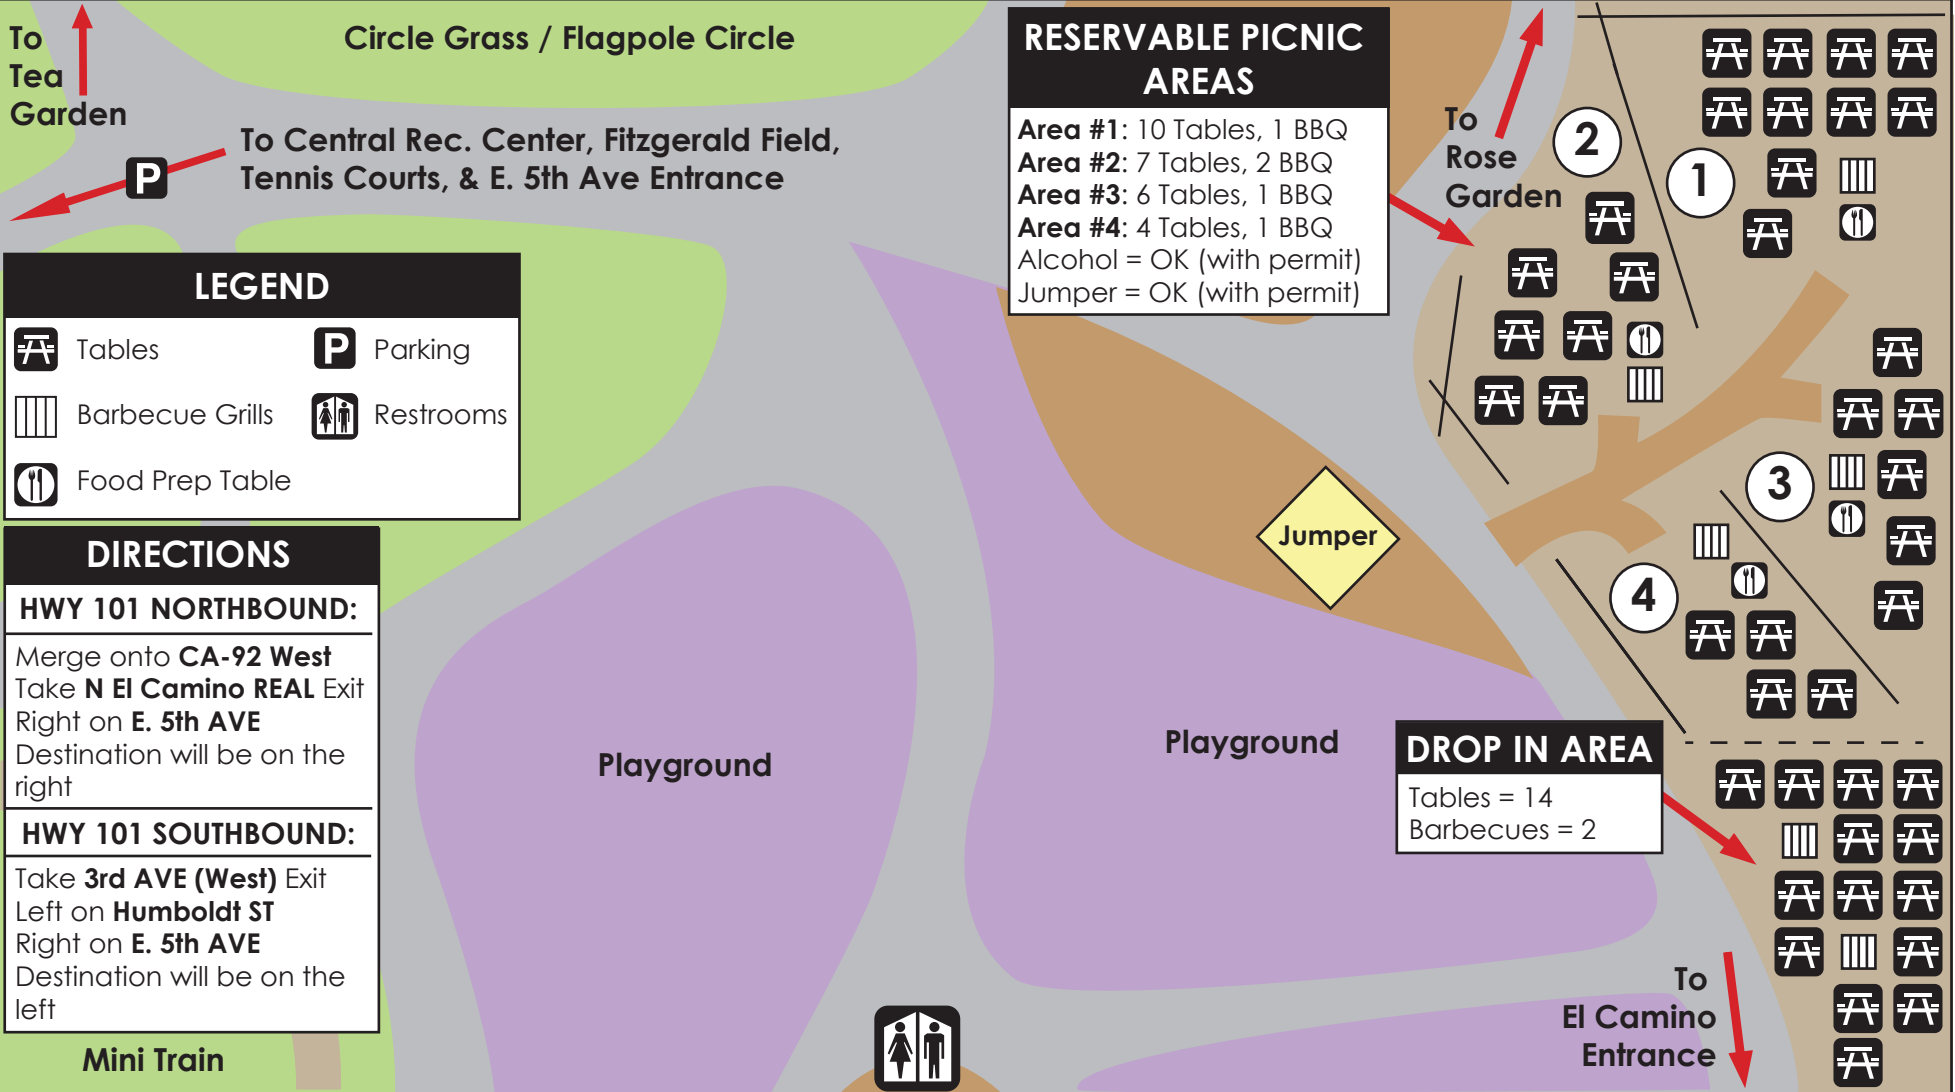 To
Tea
Garden
Circle Grass / Flagpole Circle
P
To Central Rec. Center, Fitzgerald Field,
Tennis Courts, & E. 5th Ave Entrance
RESERVABLE PICNIC
AREAS
Area #1: 10 Tables, 1 BBQ
Area #2: 7 Tables, 2 BBQ
Area #3: 6 Tables, 1 BBQ
Area #4: 4 Tables, 1 BBQ
Alcohol = OK (with permit)
Jumper = OK (with permit)
To
Rose
Garden
2
1
3
4
LEGEND
Tables
P Parking
Barbecue Grills
Restrooms
Food Prep Table
DIRECTIONS
HWY 101 NORTHBOUND:
Merge onto CA-92 West
Take N El Camino REAL Exit
Right on E. 5th AVE
Destination will be on the
right
HWY 101 SOUTHBOUND:
Take 3rd AVE (West) Exit
Left on Humboldt ST
Right on E. 5th AVE
Destination will be on the
left
Mini Train
Playground
Jumper
Playground
DROP IN AREA
Tables = 14
Barbecues = 2
To
El Camino
Entrance